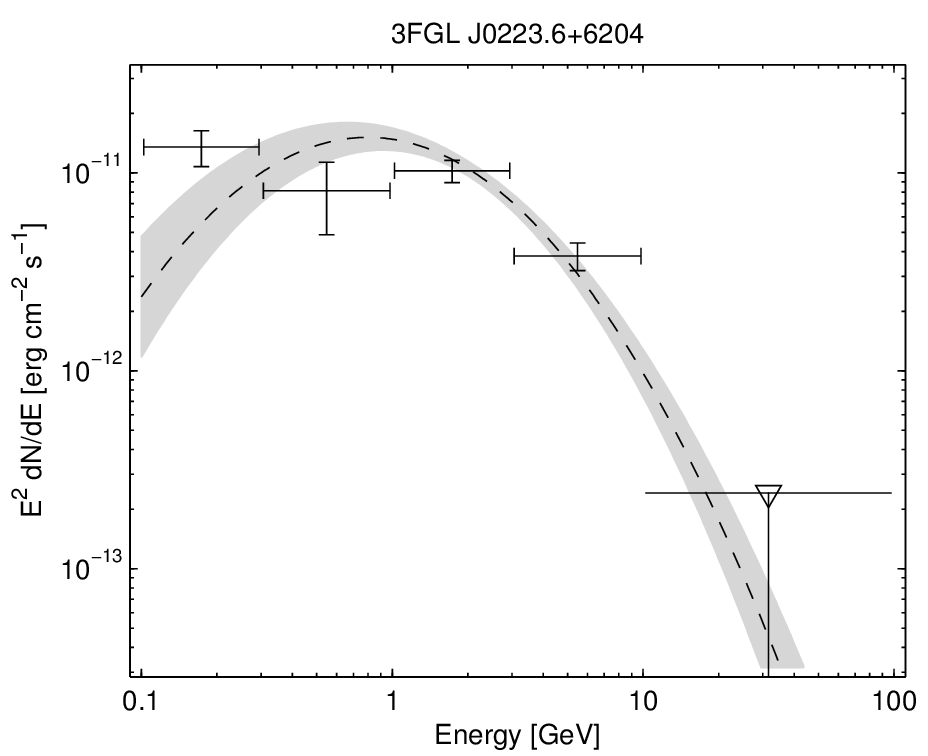 3FGL J0223.6+6204
E² dN/dE [erg cm⁻² s⁻¹]
10⁻¹¹
10⁻¹²
10⁻¹³
0.1 1 10 100
Energy [GeV]